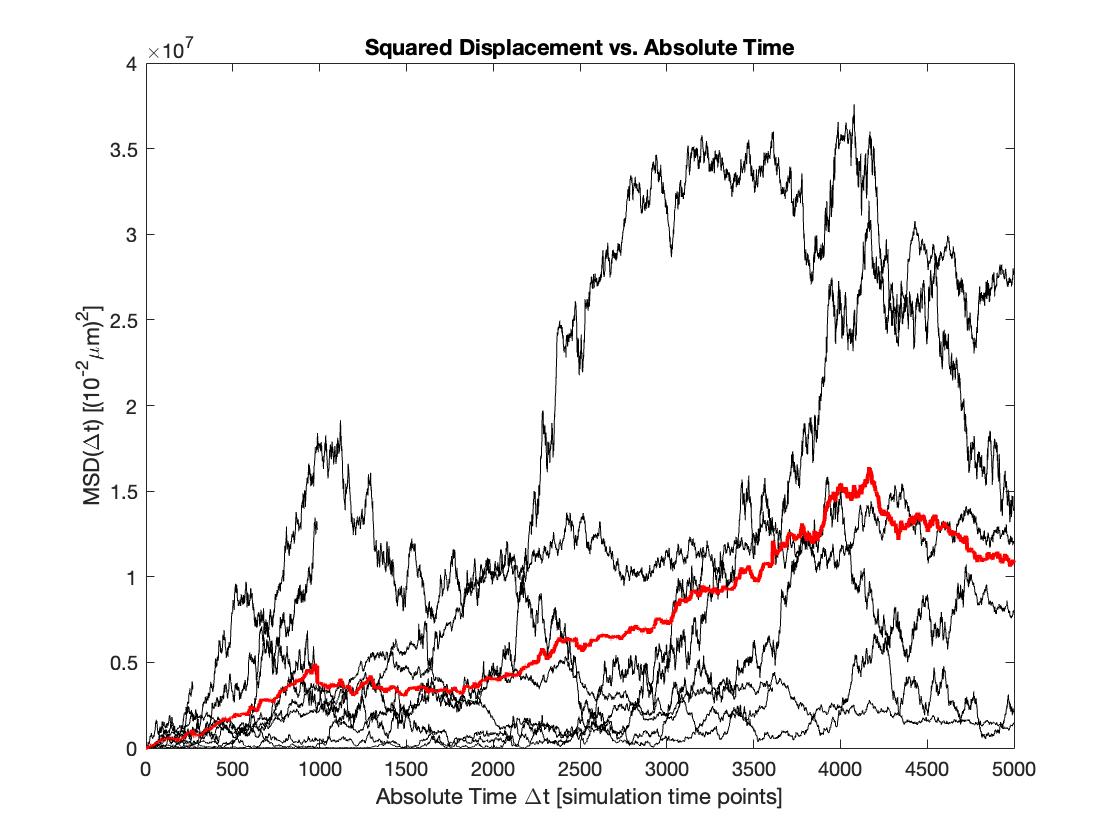 Squared Displacement vs. Absolute Time
×10⁷
4
3.5
3
2.5
2
1.5
1
0.5
0
MSD(Δt) [(10⁻² μm)²]
0 500 1000 1500 2000 2500 3000 3500 4000 4500 5000
Absolute Time Δt [simulation time points]